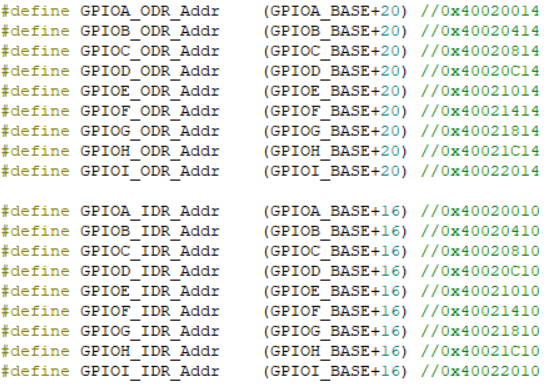 #define GPIOA_ODR_Addr    (GPIOA_BASE+20) //0x40020014
#define GPIOB_ODR_Addr    (GPIOB_BASE+20) //0x40020414
#define GPIOC_ODR_Addr    (GPIOC_BASE+20) //0x40020814
#define GPIOD_ODR_Addr    (GPIOD_BASE+20) //0x40020C14
#define GPIOE_ODR_Addr    (GPIOE_BASE+20) //0x40021014
#define GPIOF_ODR_Addr    (GPIOF_BASE+20) //0x40021414
#define GPIOG_ODR_Addr    (GPIOG_BASE+20) //0x40021814
#define GPIOH_ODR_Addr    (GPIOH_BASE+20) //0x40021C14
#define GPIOI_ODR_Addr    (GPIOI_BASE+20) //0x40022014

#define GPIOA_IDR_Addr    (GPIOA_BASE+16) //0x40020010
#define GPIOB_IDR_Addr    (GPIOB_BASE+16) //0x40020410
#define GPIOC_IDR_Addr    (GPIOC_BASE+16) //0x40020810
#define GPIOD_IDR_Addr    (GPIOD_BASE+16) //0x40020C10
#define GPIOE_IDR_Addr    (GPIOE_BASE+16) //0x40021010
#define GPIOF_IDR_Addr    (GPIOF_BASE+16) //0x40021410
#define GPIOG_IDR_Addr    (GPIOG_BASE+16) //0x40021810
#define GPIOH_IDR_Addr    (GPIOH_BASE+16) //0x40021C10
#define GPIOI_IDR_Addr    (GPIOI_BASE+16) //0x40022010